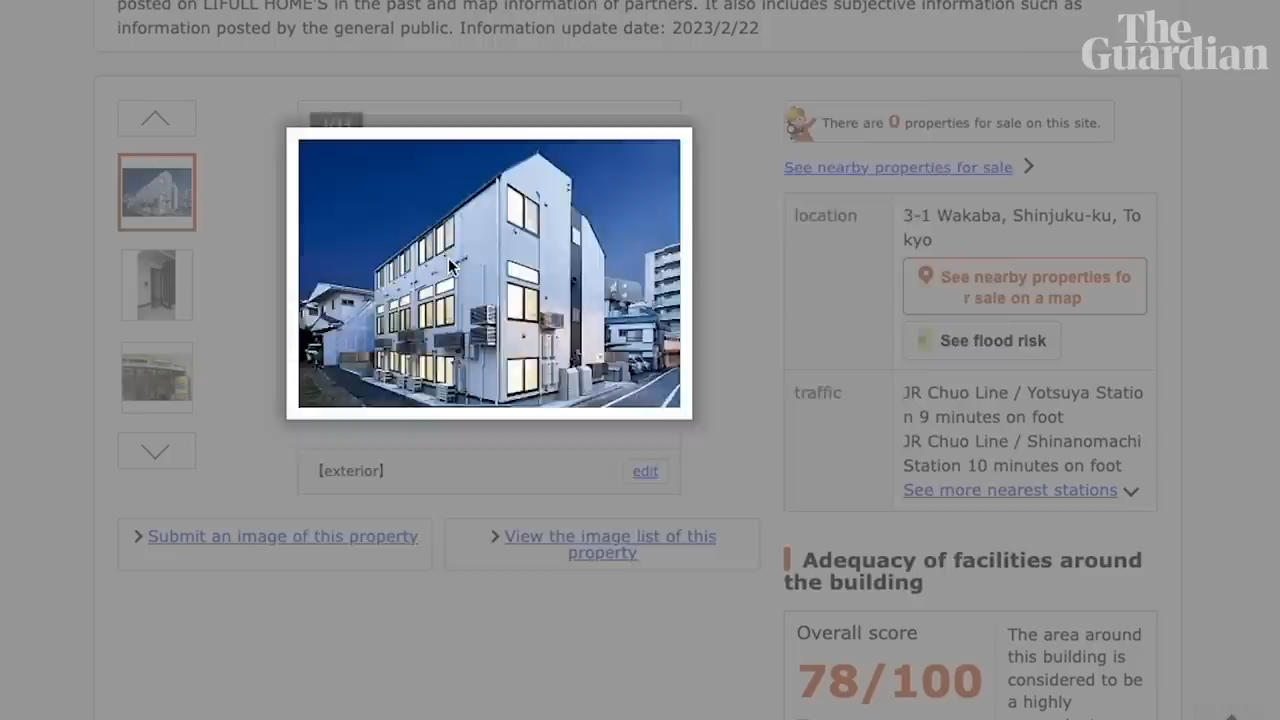 posted on LIFULL HOME'S in the past and map information of partners. It also includes subjective information such as
information posted by the general public. Information update date: 2023/2/22
The
Guardian
There are 0 properties for sale on this site.
See nearby properties for sale
location
3-1 Wakaba, Shinjuku-ku, To
kyo
See nearby properties fo
r sale on a map
See flood risk
traffic
JR Chuo Line / Yotsuya Statio
n 9 minutes on foot
JR Chuo Line / Shinanomachi
Station 10 minutes on foot
See more nearest stations
【exterior】
edit
Submit an image of this property
View the image list of this
property
Adequacy of facilities around
the building
Overall score
78/100
The area around
this building is
considered to be
a highly